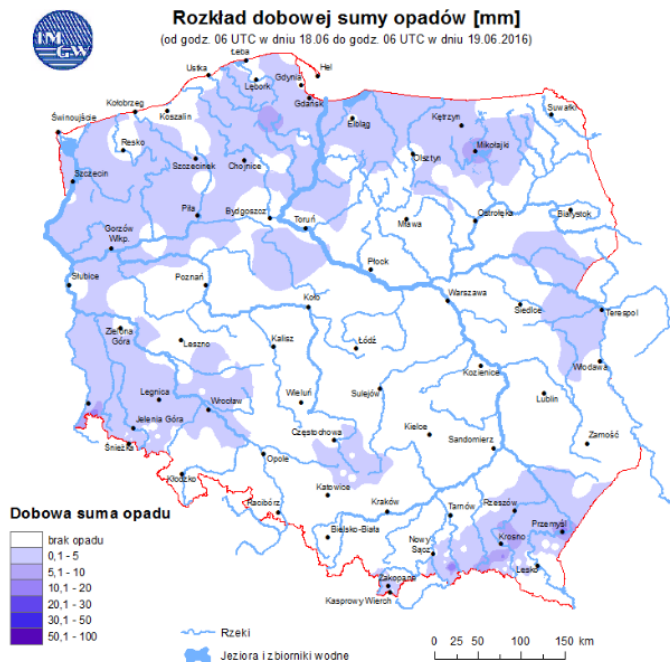 IM
GW
Rozkład dobowej sumy opadów [mm]
(od godz. 06 UTC w dniu 18.06 do godz. 06 UTC w dniu 19.06.2016)
Łeba
Ustka
Hel
Lębork
Gdynia
Gdańsk
Kołobrzeg
Koszalin
Świnoujście
Suwałki
Elbląg
Kętrzyn
Resko
Mikołajki
Szczecinek
Chojnice
Olsztyn
Szczecin
Piła
Bydgoszcz
Toruń
Mława
Ostrołęka
Białystok
Gorzów
Wlkp.
Płock
Słubice
Poznań
Koło
Warszawa
Siedlce
Terespol
Zielona
Góra
Leszno
Kalisz
Łódź
Kozienice
Włodawa
Legnica
Wrocław
Wieluń
Sulejów
Lublin
Jelenia Góra
Śnieżka
Częstochowa
Kielce
Sandomierz
Zamość
Opole
Kłodzko
Katowice
Racibórz
Kraków
Tarnów
Rzeszów
Przemyśl
Bielsko-Biała
Nowy
Sącz
Krosno
Lesko
Zakopane
Kasprowy Wierch
Dobowa suma opadu
brak opadu
0,1 - 5
5,1 - 10
10,1 - 20
20,1 - 30
30,1 - 50
50,1 - 100
Rzeki
Jeziora i zbiorniki wodne
0 25 50 100 150 km